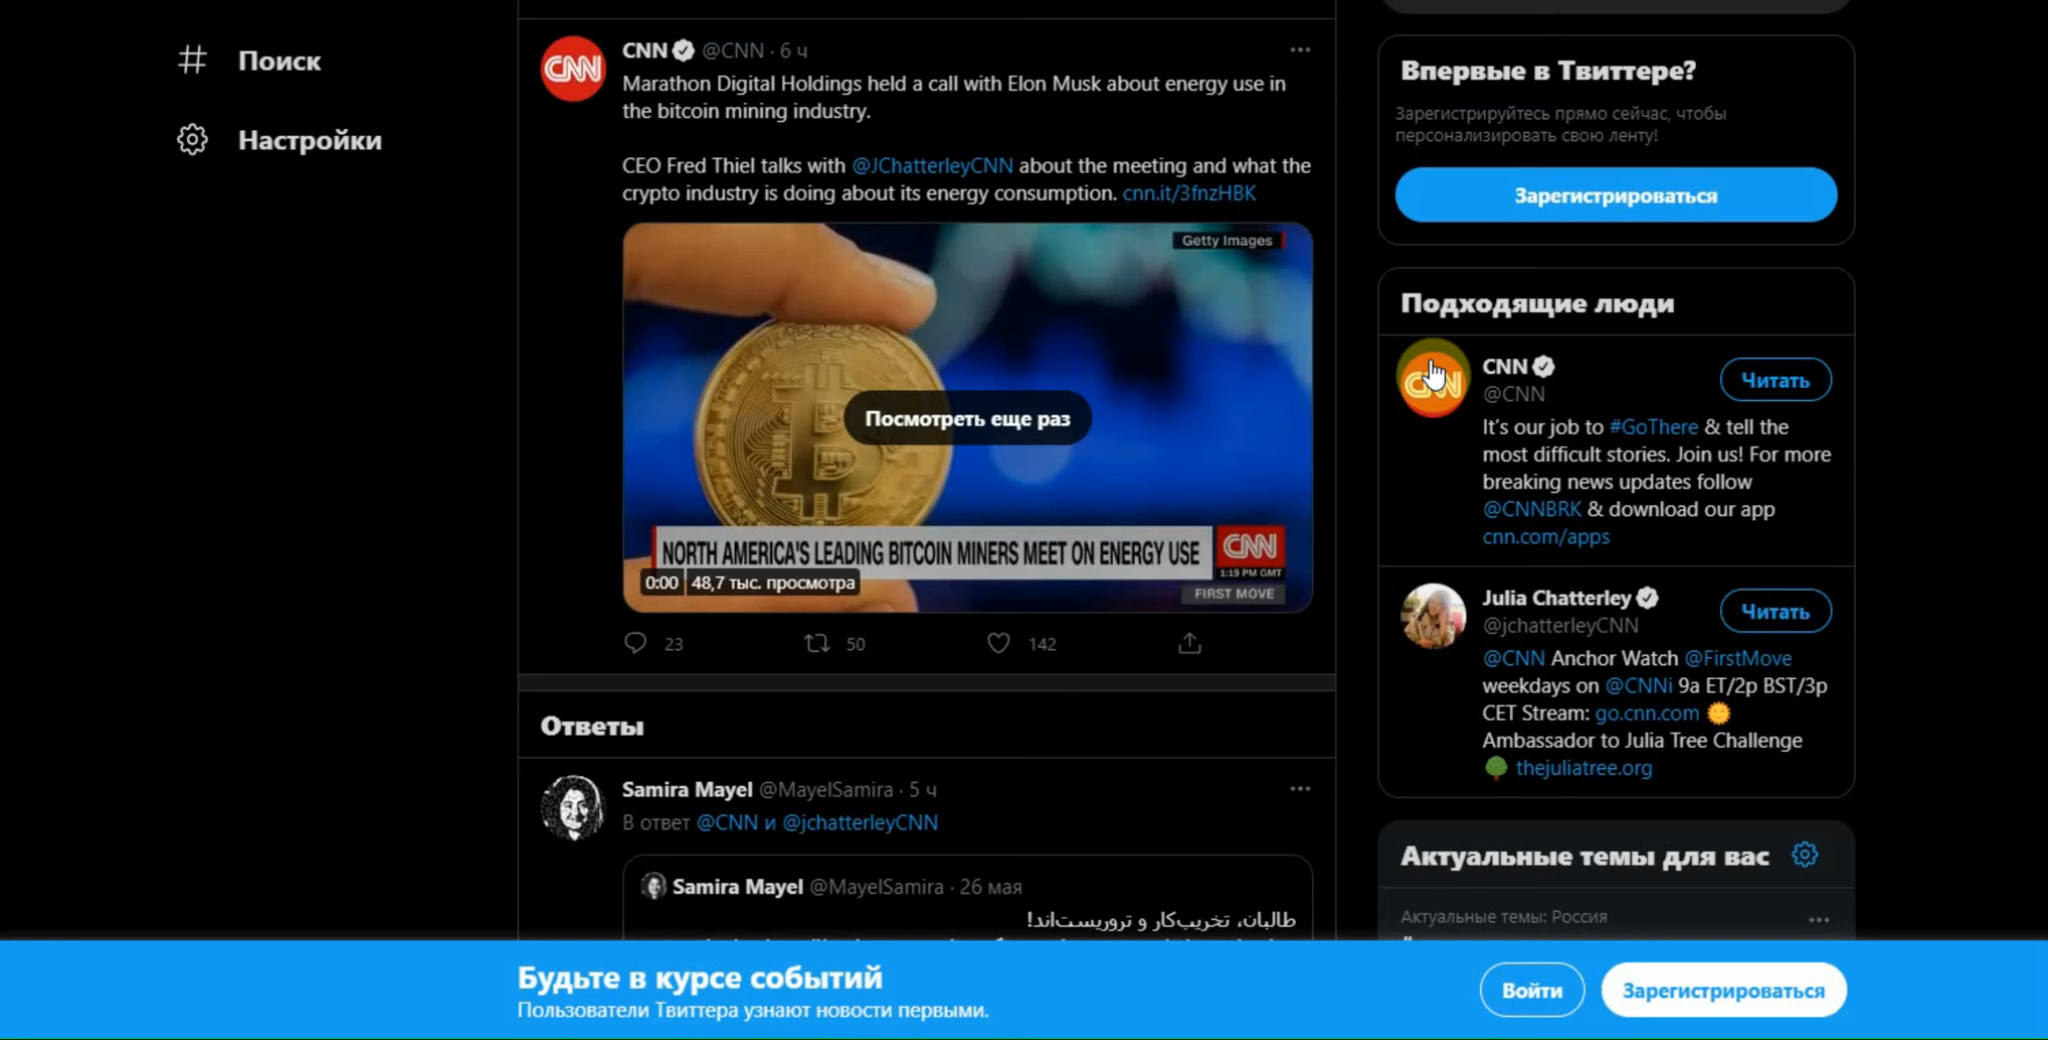 Поиск
Настройки
CNN @CNN · 6 ч
Marathon Digital Holdings held a call with Elon Musk about energy use in
the bitcoin mining industry.
CEO Fred Thiel talks with @JChatterleyCNN about the meeting and what the
crypto industry is doing about its energy consumption. cnn.it/3fnzHBK
Getty Images
Посмотреть еще раз
NORTH AMERICA'S LEADING BITCOIN MINERS MEET ON ENERGY USE
CNN
1:19 PM GMT
0:00 48,7 тыс. просмотра
FIRST MOVE
23 50 142
Ответы
Samira Mayel @MayelSamira · 5 ч
В ответ @CNN и @jchatterleyCNN
Samira Mayel @MayelSamira · 26 мая
طالبان، تخریب‌کار و تروریست‌اند!
Впервые в Твиттере?
Зарегистрируйтесь прямо сейчас, чтобы
персонализировать свою ленту!
Зарегистрироваться
Подходящие люди
CNN
Читать
@CNN
It's our job to #GoThere & tell the
most difficult stories. Join us! For more
breaking news updates follow
@CNNBRK & download our app
cnn.com/apps
Julia Chatterley
Читать
@jchatterleyCNN
@CNN Anchor Watch @FirstMove
weekdays on @CNNi 9a ET/2p BST/3p
CET Stream: go.cnn.com 🌞
Ambassador to Julia Tree Challenge
🌳 thejuliatree.org
Актуальные темы для вас
Актуальные темы: Россия
Будьте в курсе событий
Пользователи Твиттера узнают новости первыми.
Войти
Зарегистрироваться